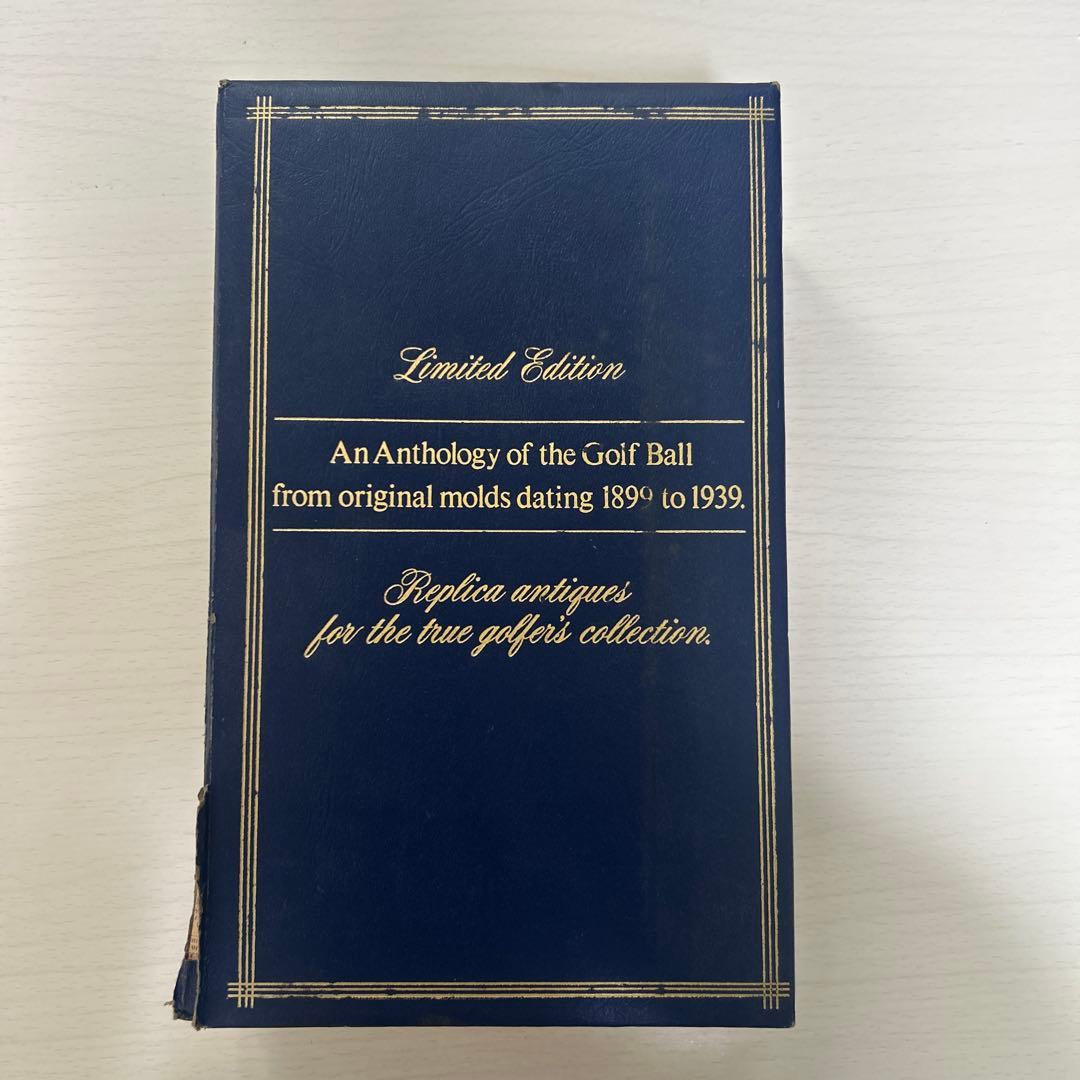 Limited Edition
An Anthology of the Golf Ball
from original molds dating 1899 to 1939.
Replica antiques
for the true golfer's collection.